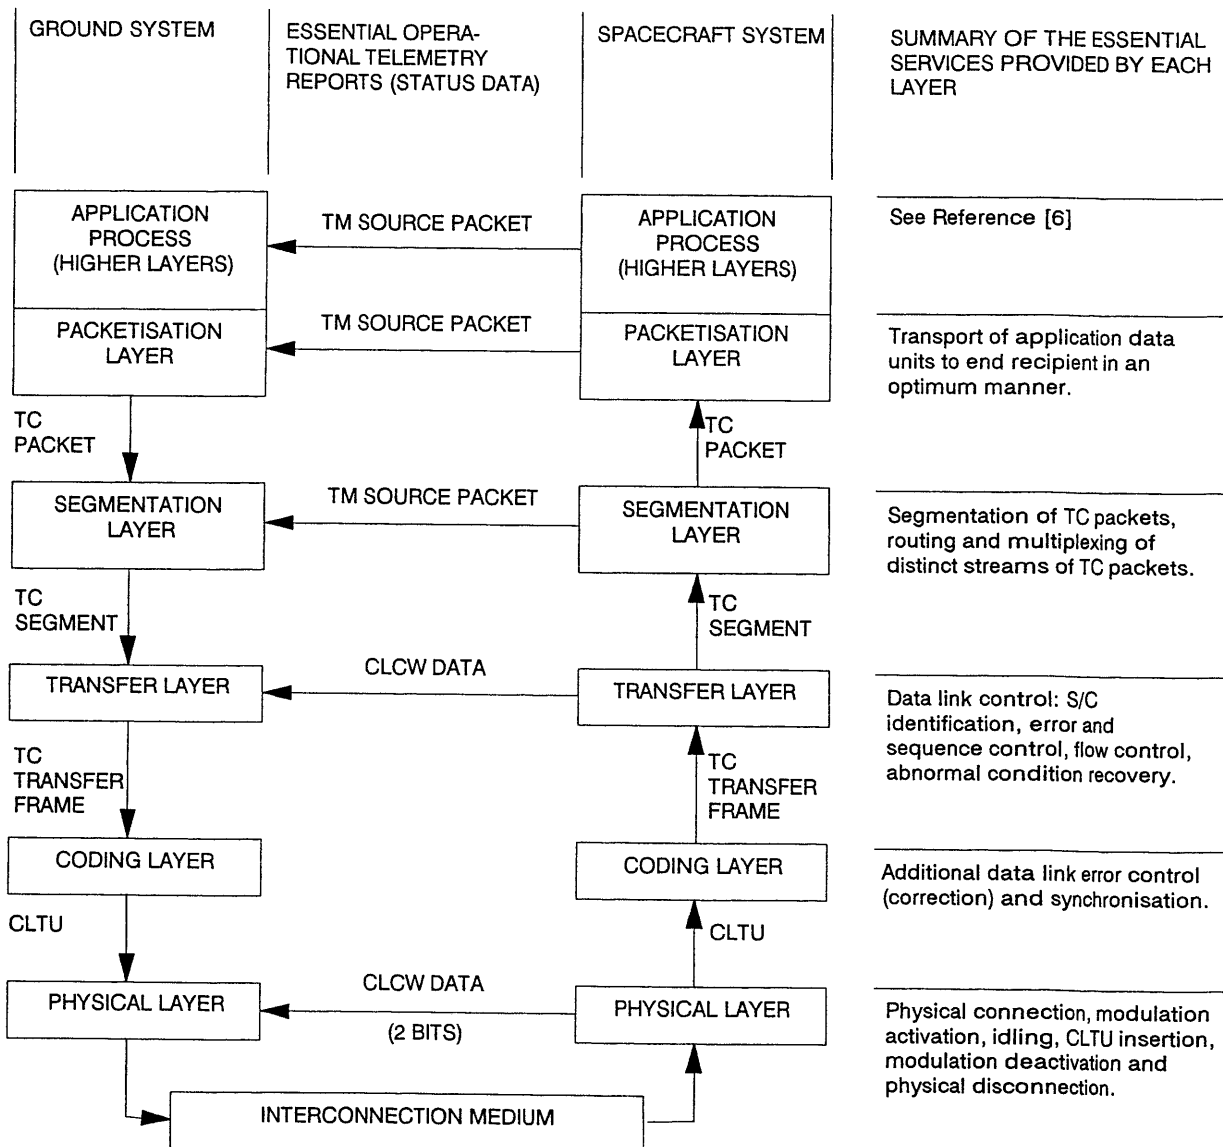 GROUND SYSTEM
ESSENTIAL OPERA-
TIONAL TELEMETRY
REPORTS (STATUS DATA)
SPACECRAFT SYSTEM
SUMMARY OF THE ESSENTIAL
SERVICES PROVIDED BY EACH
LAYER
APPLICATION
PROCESS
(HIGHER LAYERS)
TM SOURCE PACKET
APPLICATION
PROCESS
(HIGHER LAYERS)
See Reference [6]
PACKETISATION
LAYER
TM SOURCE PACKET
PACKETISATION
LAYER
Transport of application data
units to end recipient in an
optimum manner.
TC
PACKET
TC
PACKET
SEGMENTATION
LAYER
TM SOURCE PACKET
SEGMENTATION
LAYER
Segmentation of TC packets,
routing and multiplexing of
distinct streams of TC packets.
TC
SEGMENT
TC
SEGMENT
TRANSFER LAYER
CLCW DATA
TRANSFER LAYER
Data link control: S/C
identification, error and
sequence control, flow control,
abnormal condition recovery.
TC
TRANSFER
FRAME
TC
TRANSFER
FRAME
CODING LAYER
CODING LAYER
Additional data link error control
(correction) and synchronisation.
CLTU
CLTU
PHYSICAL LAYER
CLCW DATA
(2 BITS)
PHYSICAL LAYER
Physical connection, modulation
activation, idling, CLTU insertion,
modulation deactivation and
physical disconnection.
INTERCONNECTION MEDIUM